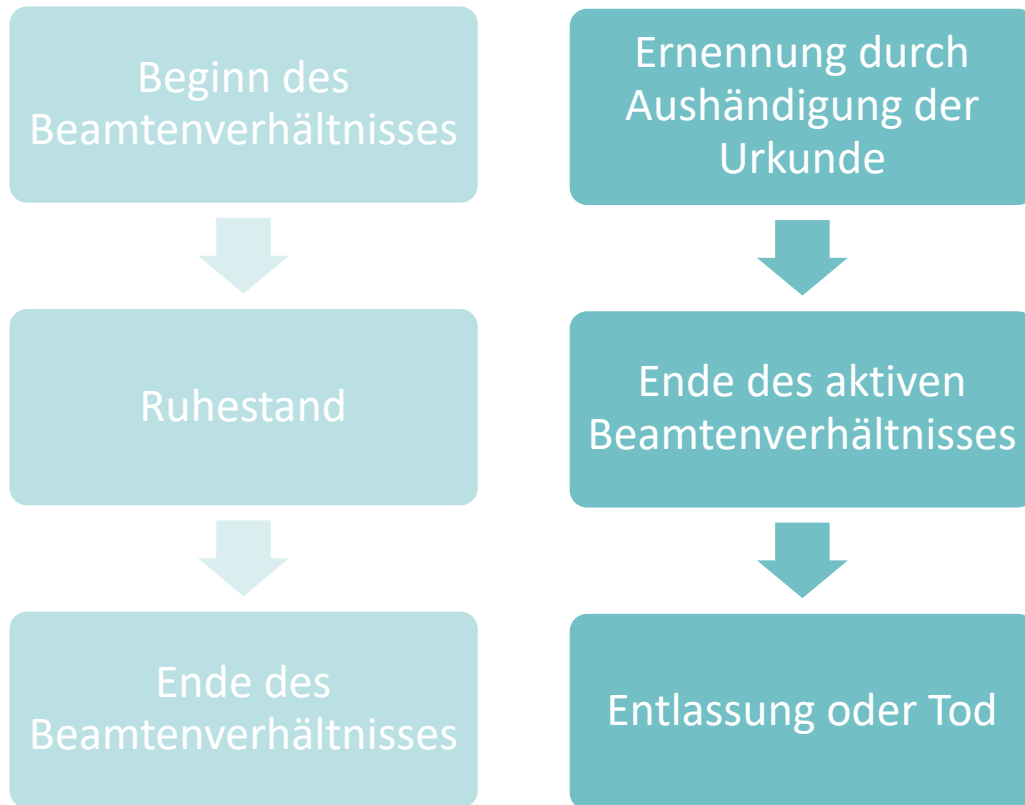 Beginn des
Beamtenverhältnisses
Ernennung durch
Aushändigung der
Urkunde
Ruhestand
Ende des aktiven
Beamtenverhältnisses
Ende des
Beamtenverhältnisses
Entlassung oder Tod